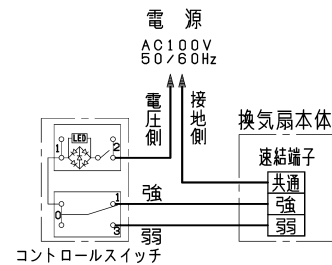 電 源
AC100V
50/60Hz
電圧側
接地側
換気扇本体
速結端子
共通
強
弱
LED
1
2
0
1
3
強
弱
コントロールスイッチ